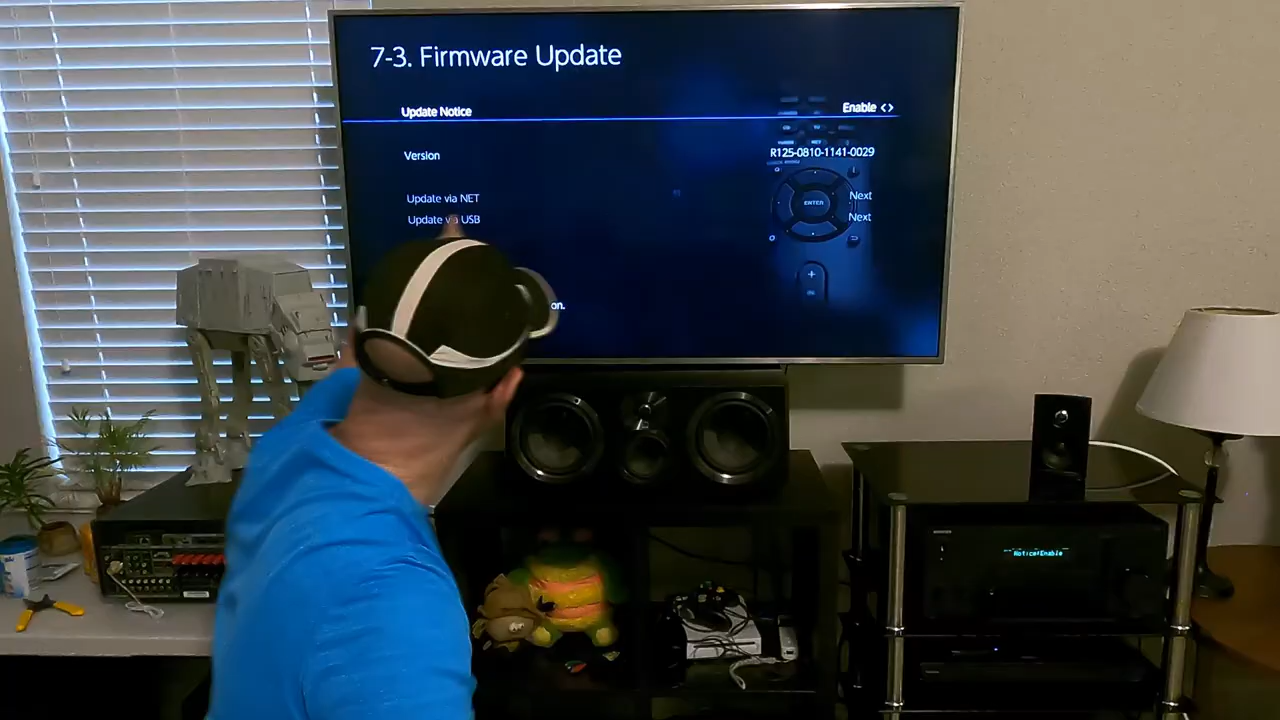 7-3. Firmware Update
Update Notice Enable <>
Version R125-0810-1141-0029
Update via NET Next
Update via USB Next
ENTER
on.
Notice:Enable